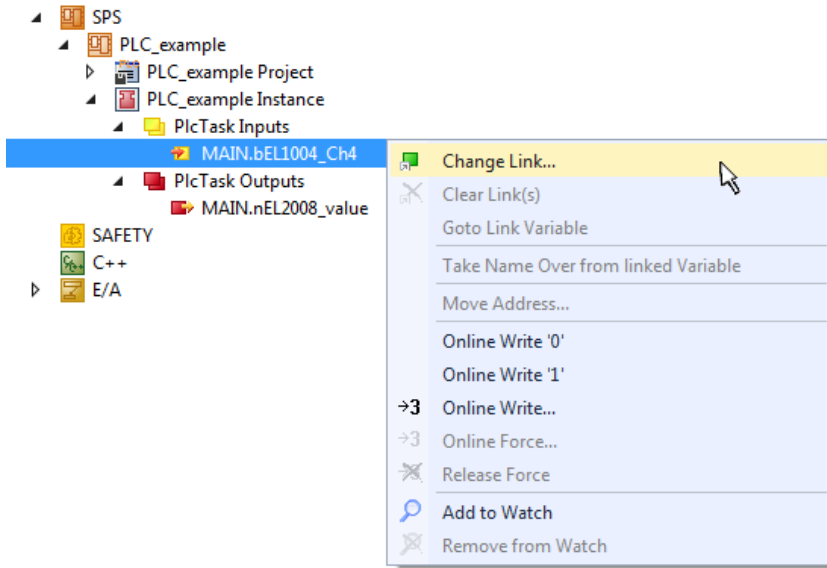 SPS
PLC_example
PLC_example Project
PLC_example Instance
PlcTask Inputs
MAIN.bEL1004_Ch4
PlcTask Outputs
MAIN.nEL2008_value
SAFETY
C++
E/A
Change Link...
Clear Link(s)
Goto Link Variable
Take Name Over from linked Variable
Move Address...
Online Write '0'
Online Write '1'
→3 Online Write...
→3 Online Force...
Release Force
Add to Watch
Remove from Watch